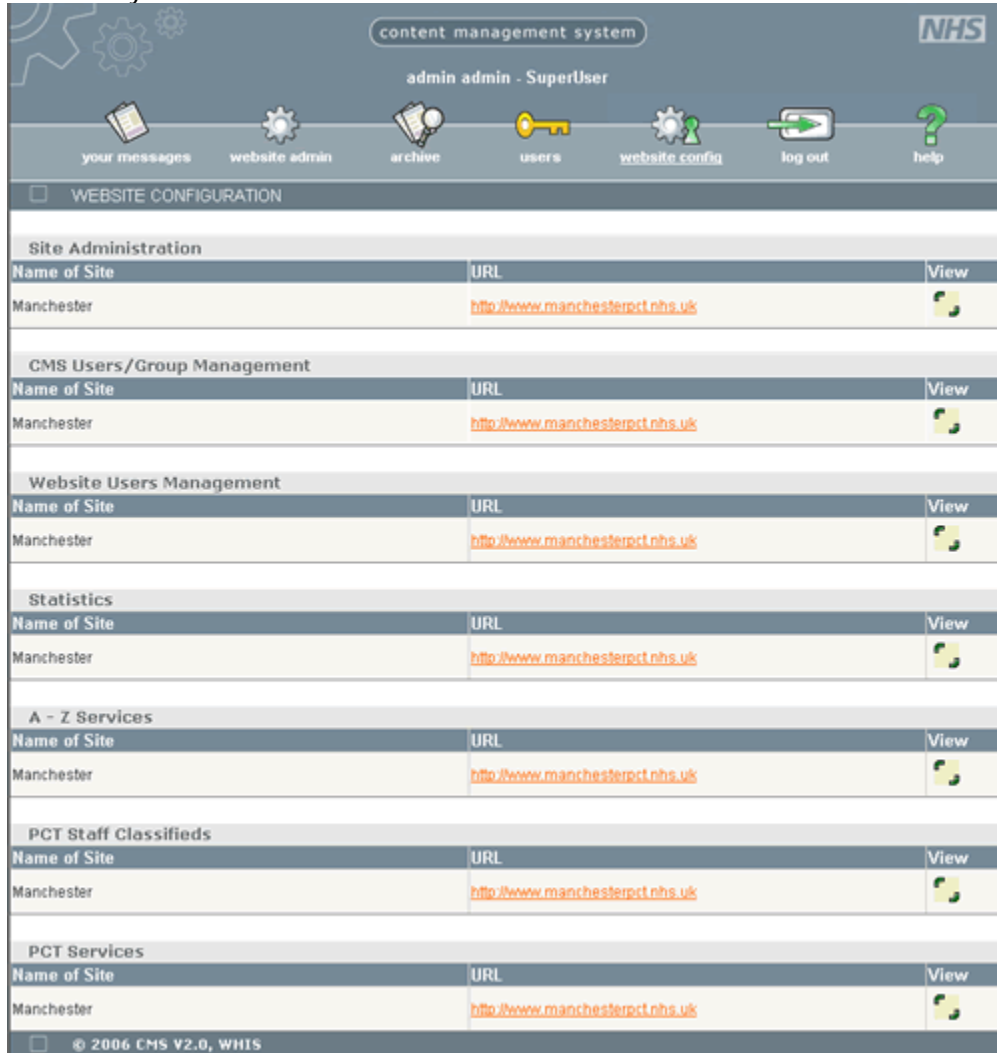 content management system
NHS
admin admin - SuperUser
your messages website admin archive users website config log out help
WEBSITE CONFIGURATION
Site Administration
Name of Site URL View
Manchester http://www.manchesterpct.nhs.uk
CMS Users/Group Management
Name of Site URL View
Manchester http://www.manchesterpct.nhs.uk
Website Users Management
Name of Site URL View
Manchester http://www.manchesterpct.nhs.uk
Statistics
Name of Site URL View
Manchester http://www.manchesterpct.nhs.uk
A - Z Services
Name of Site URL View
Manchester http://www.manchesterpct.nhs.uk
PCT Staff Classifieds
Name of Site URL View
Manchester http://www.manchesterpct.nhs.uk
PCT Services
Name of Site URL View
Manchester http://www.manchesterpct.nhs.uk
© 2006 CMS V2.0, WHIS